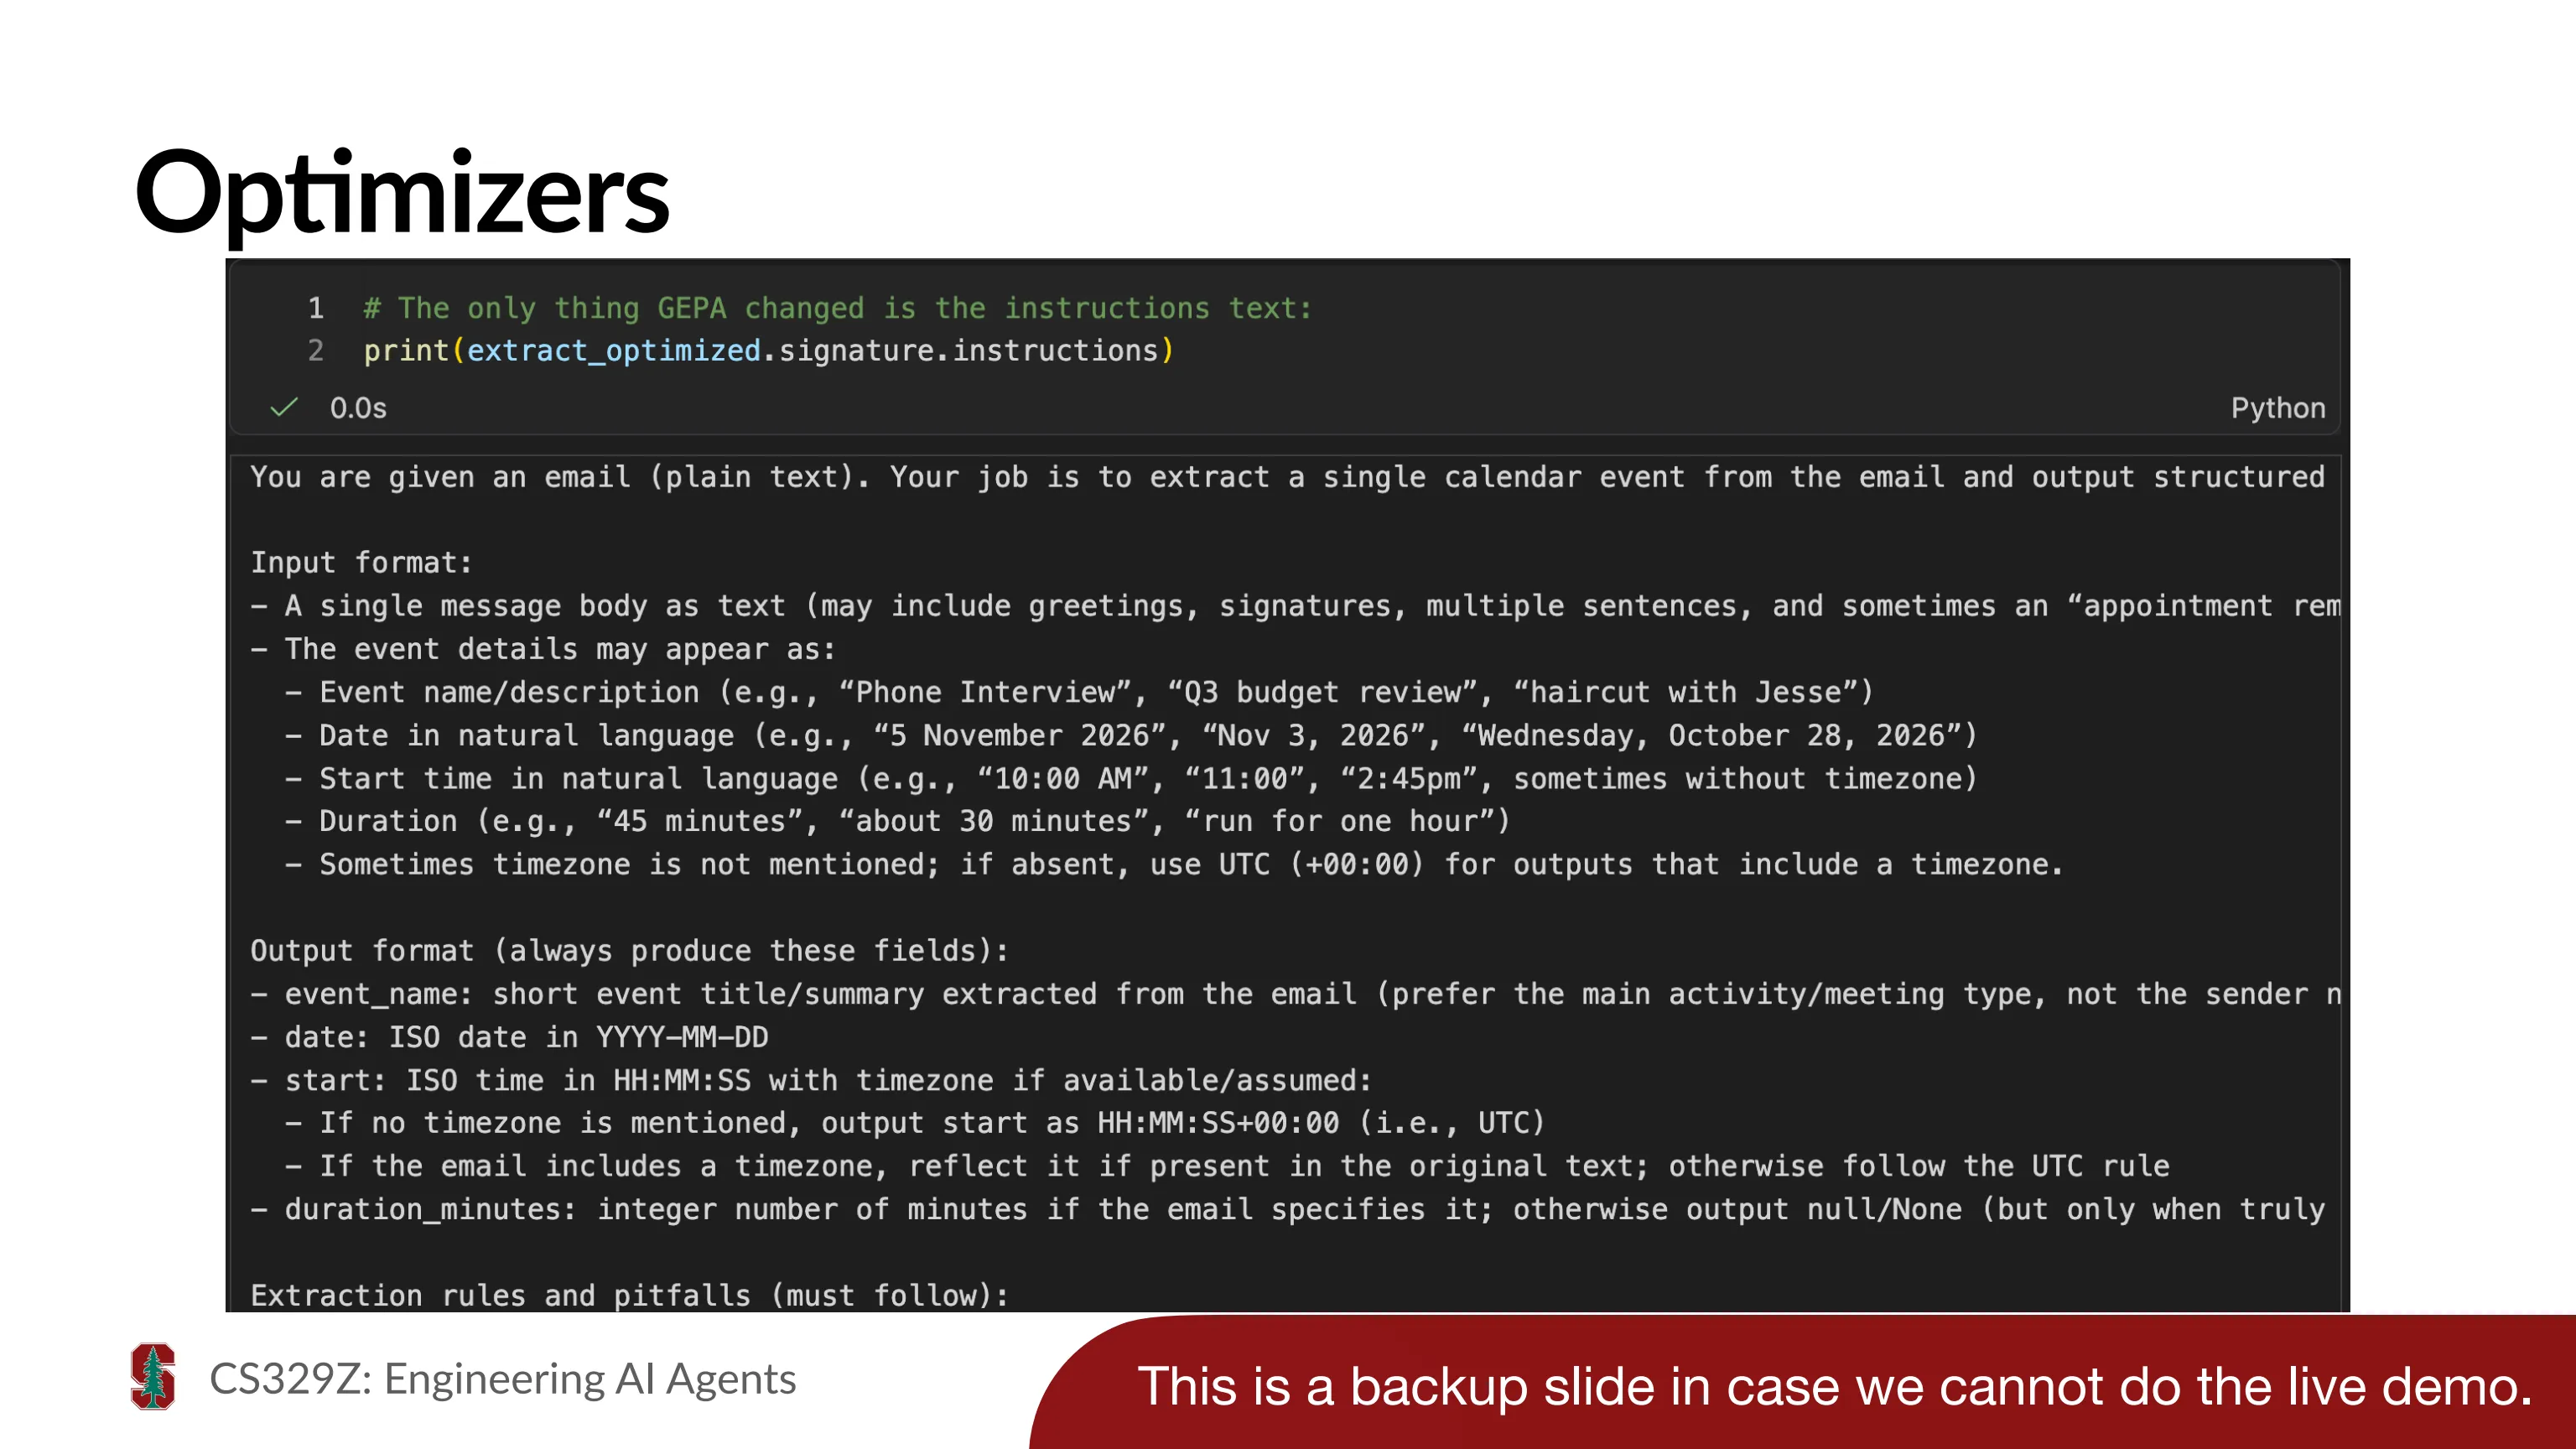 Optimizers
1 # The only thing GEPA changed is the instructions text:
2 print(extract_optimized.signature.instructions)
0.0s
Python
You are given an email (plain text). Your job is to extract a single calendar event from the email and output structured
Input format:
– A single message body as text (may include greetings, signatures, multiple sentences, and sometimes an “appointment rem
– The event details may appear as:
– Event name/description (e.g., “Phone Interview”, “Q3 budget review”, “haircut with Jesse”)
– Date in natural language (e.g., “5 November 2026”, “Nov 3, 2026”, “Wednesday, October 28, 2026”)
– Start time in natural language (e.g., “10:00 AM”, “11:00”, “2:45pm”, sometimes without timezone)
– Duration (e.g., “45 minutes”, “about 30 minutes”, “run for one hour”)
– Sometimes timezone is not mentioned; if absent, use UTC (+00:00) for outputs that include a timezone.
Output format (always produce these fields):
– event_name: short event title/summary extracted from the email (prefer the main activity/meeting type, not the sender n
– date: ISO date in YYYY–MM–DD
– start: ISO time in HH:MM:SS with timezone if available/assumed:
– If no timezone is mentioned, output start as HH:MM:SS+00:00 (i.e., UTC)
– If the email includes a timezone, reflect it if present in the original text; otherwise follow the UTC rule
– duration_minutes: integer number of minutes if the email specifies it; otherwise output null/None (but only when truly
Extraction rules and pitfalls (must follow):
CS329Z: Engineering AI Agents
This is a backup slide in case we cannot do the live demo.